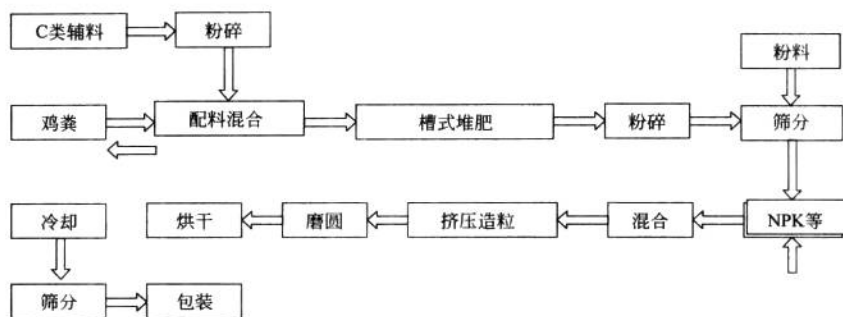 C类辅料
粉碎
粉料
鸡粪
配料混合
槽式堆肥
粉碎
筛分
冷却
烘干
磨圆
挤压造粒
混合
NPK等
筛分
包装